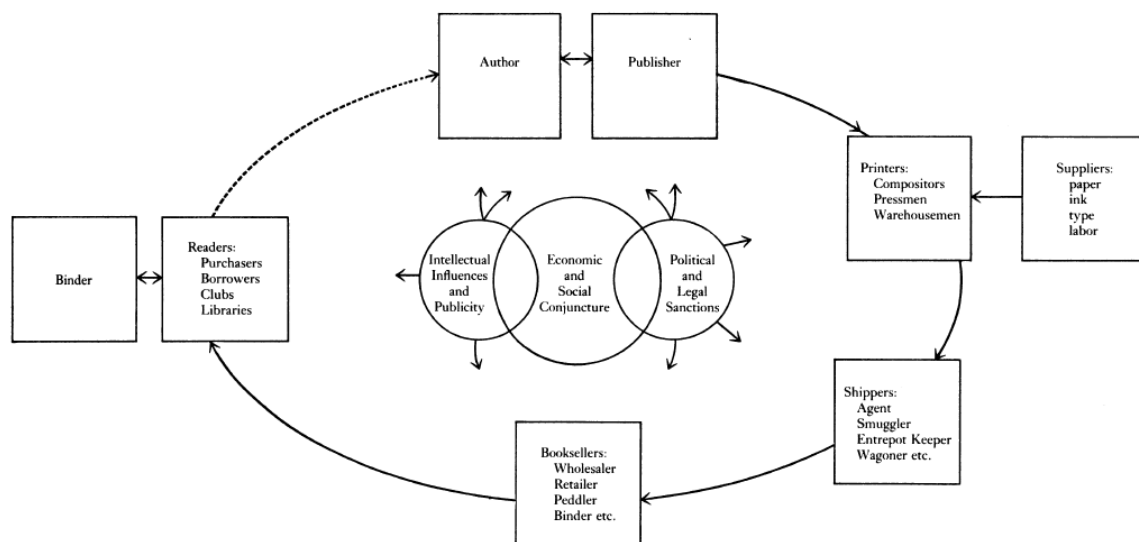 Author
Publisher
Printers:
Compositors
Pressmen
Warehousemen
Suppliers:
paper
ink
type
labor
Readers:
Purchasers
Borrowers
Clubs
Libraries
Binder
Intellectual
Influences
and
Publicity
Economic
and
Social
Conjuncture
Political
and
Legal
Sanctions
Shippers:
Agent
Smuggler
Entrepot Keeper
Wagoner etc.
Booksellers:
Wholesaler
Retailer
Peddler
Binder etc.